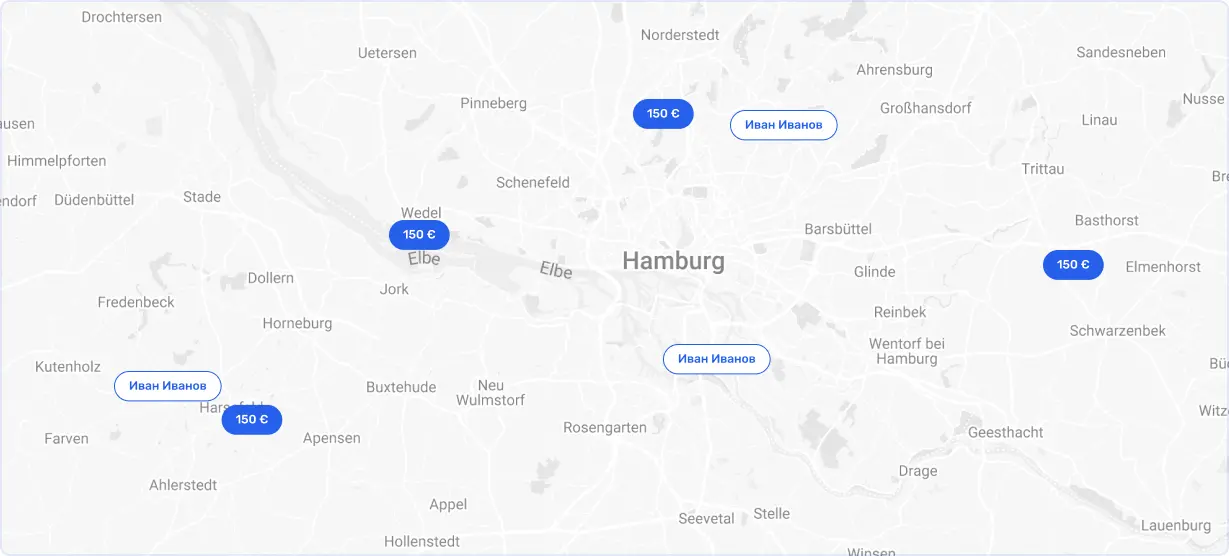 Drochtersen
Norderstedt
Uetersen
Sandesneben
Ahrensburg
Nusse
Pinneberg
Großhansdorf
150 €
Linau
Иван Иванов
ausen
Himmelpforten
Trittau
Schenefeld
Bre
Stade
endorf
Düdenbüttel
Wedel
Basthorst
Barsbüttel
150 €
Elbe
Hamburg
Elbe
150 €
Elmenhorst
Glinde
Dollern
Jork
Fredenbeck
Reinbek
Horneburg
Schwarzenbek
Wentorf bei
Hamburg
Иван Иванов
Kutenholz
Bü
Иван Иванов
Buxtehude
Neu
Wulmstorf
Witz
150 €
Rosengarten
Geesthacht
Farven
Apensen
Drage
Ahlerstedt
Appel
Seevetal
Stelle
Lauenburg
Hollenstedt
Winsen